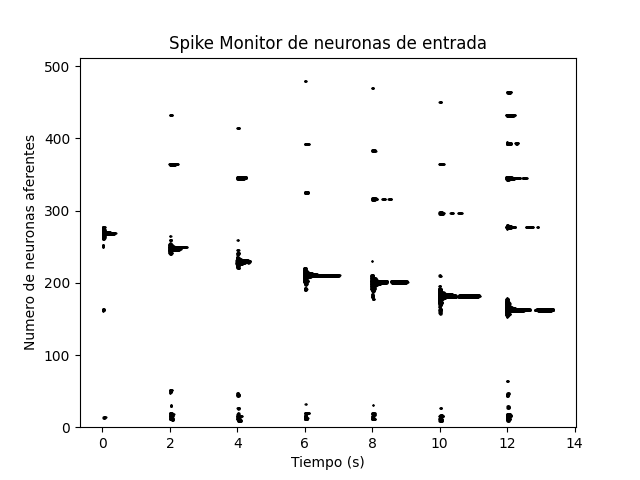 Spike Monitor de neuronas de entrada
500
400
300
200
100
0
Numero de neuronas aferentes
0 2 4 6 8 10 12 14
Tiempo (s)